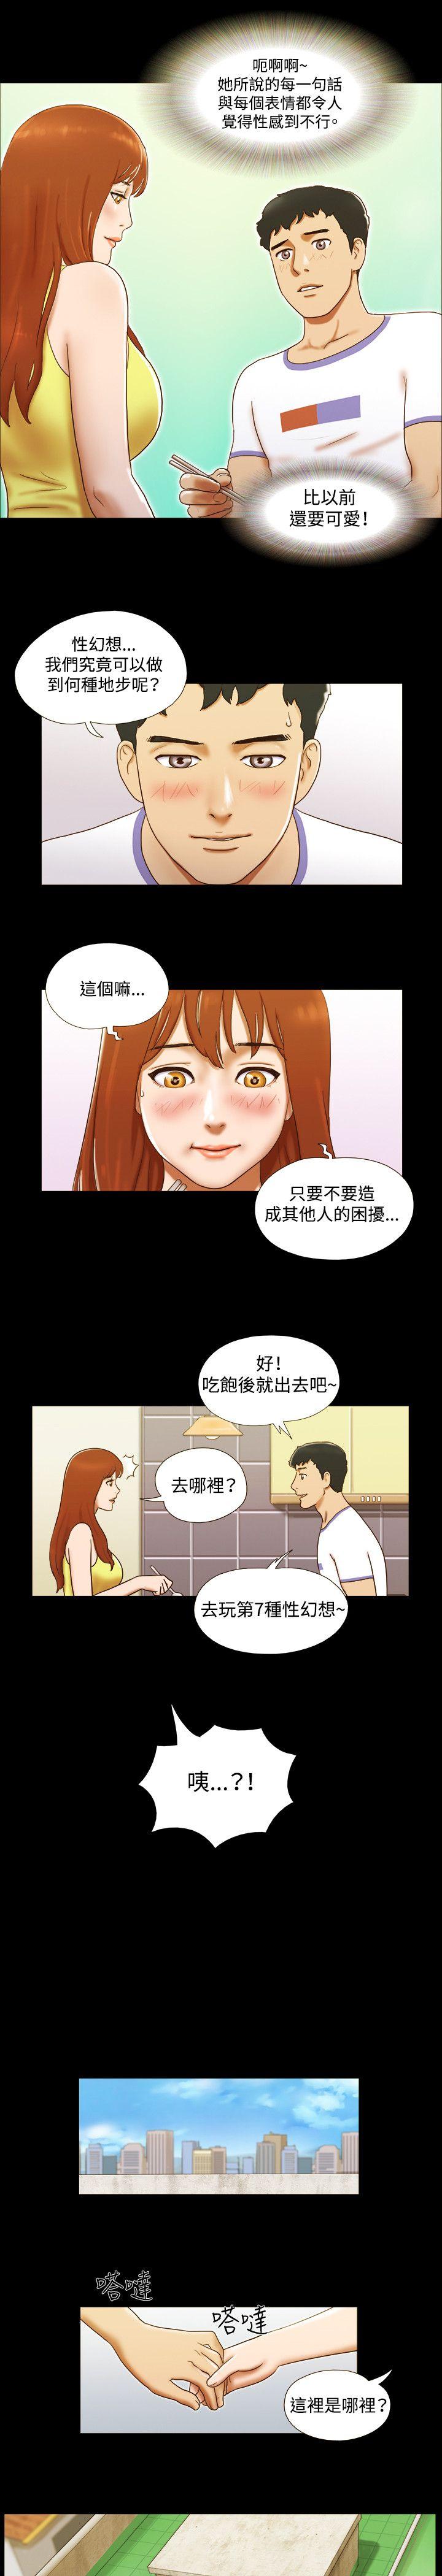 呃啊啊~
她所說的每一句話
與每個表情都令人
覺得性感到不行。
比以前
還要可愛!
性幻想...
我們究竟可以做
到何種地步呢?
這個嘛...
只要不要造
成其他人的困擾...
好!
吃飽後就出去吧~
去哪裡?
去玩第7種性幻想~
咦...?!
嗒噠
嗒噠
這裡是哪裡?